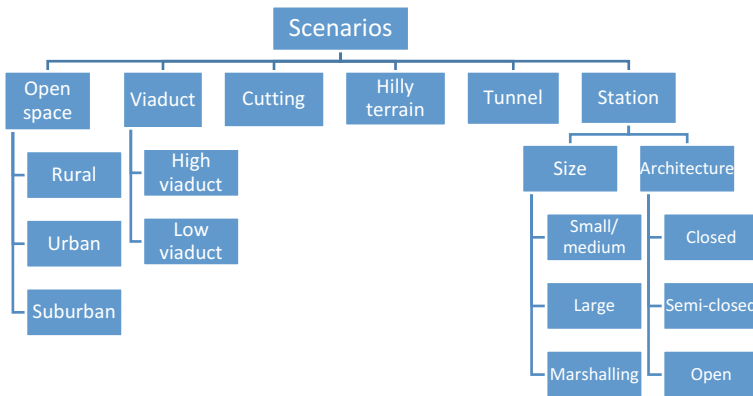 Scenarios
Open
space
Viaduct
Cutting
Hilly
terrain
Tunnel
Station
Rural
Urban
Suburban
High
viaduct
Low
viaduct
Size
Architecture
Small/
medium
Large
Marshalling
Closed
Semi-closed
Open